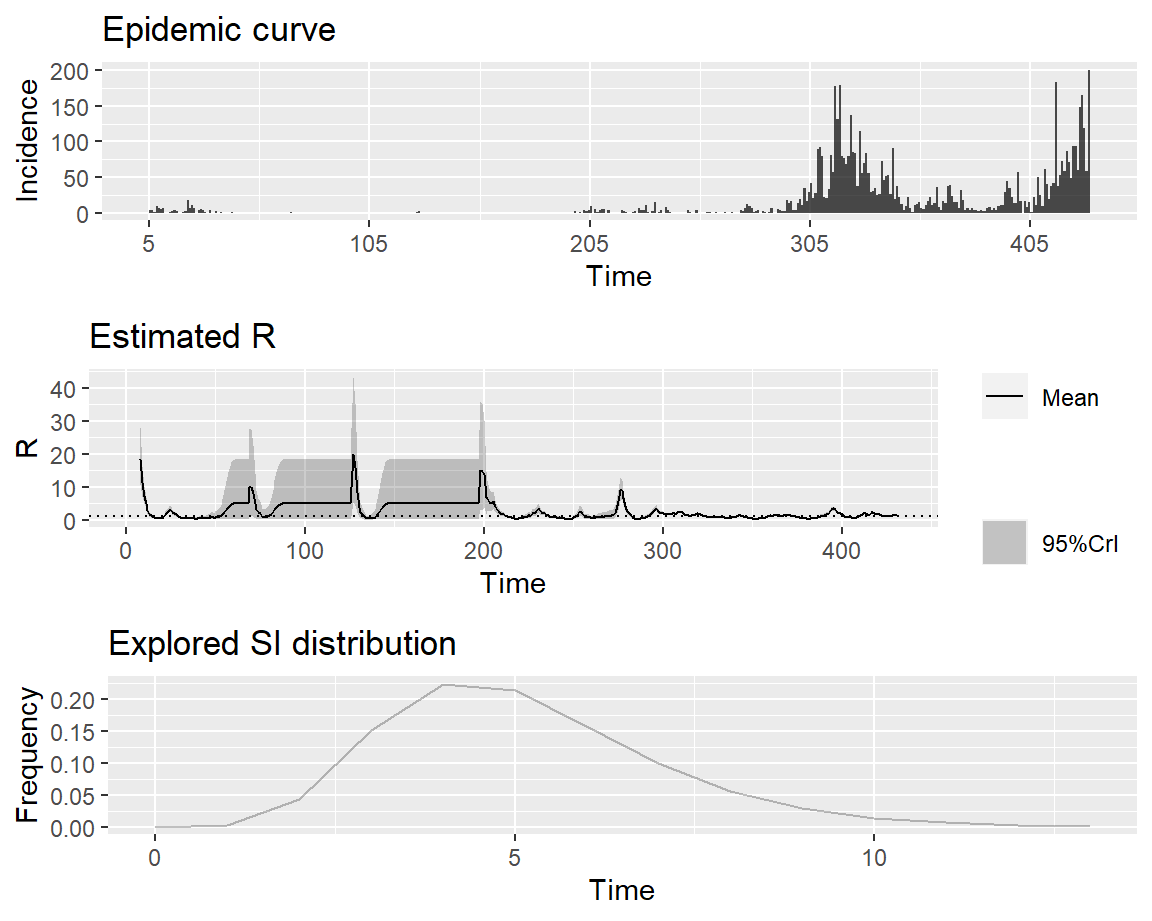 Epidemic curve
200
150
100
50
0
Incidence
5 105 205 305 405
Time
Estimated R
40
30
20
10
0
R
0 100 200 300 400
Time
Mean
95%CrI
Explored SI distribution
0.20
0.15
0.10
0.05
0.00
Frequency
0 5 10
Time